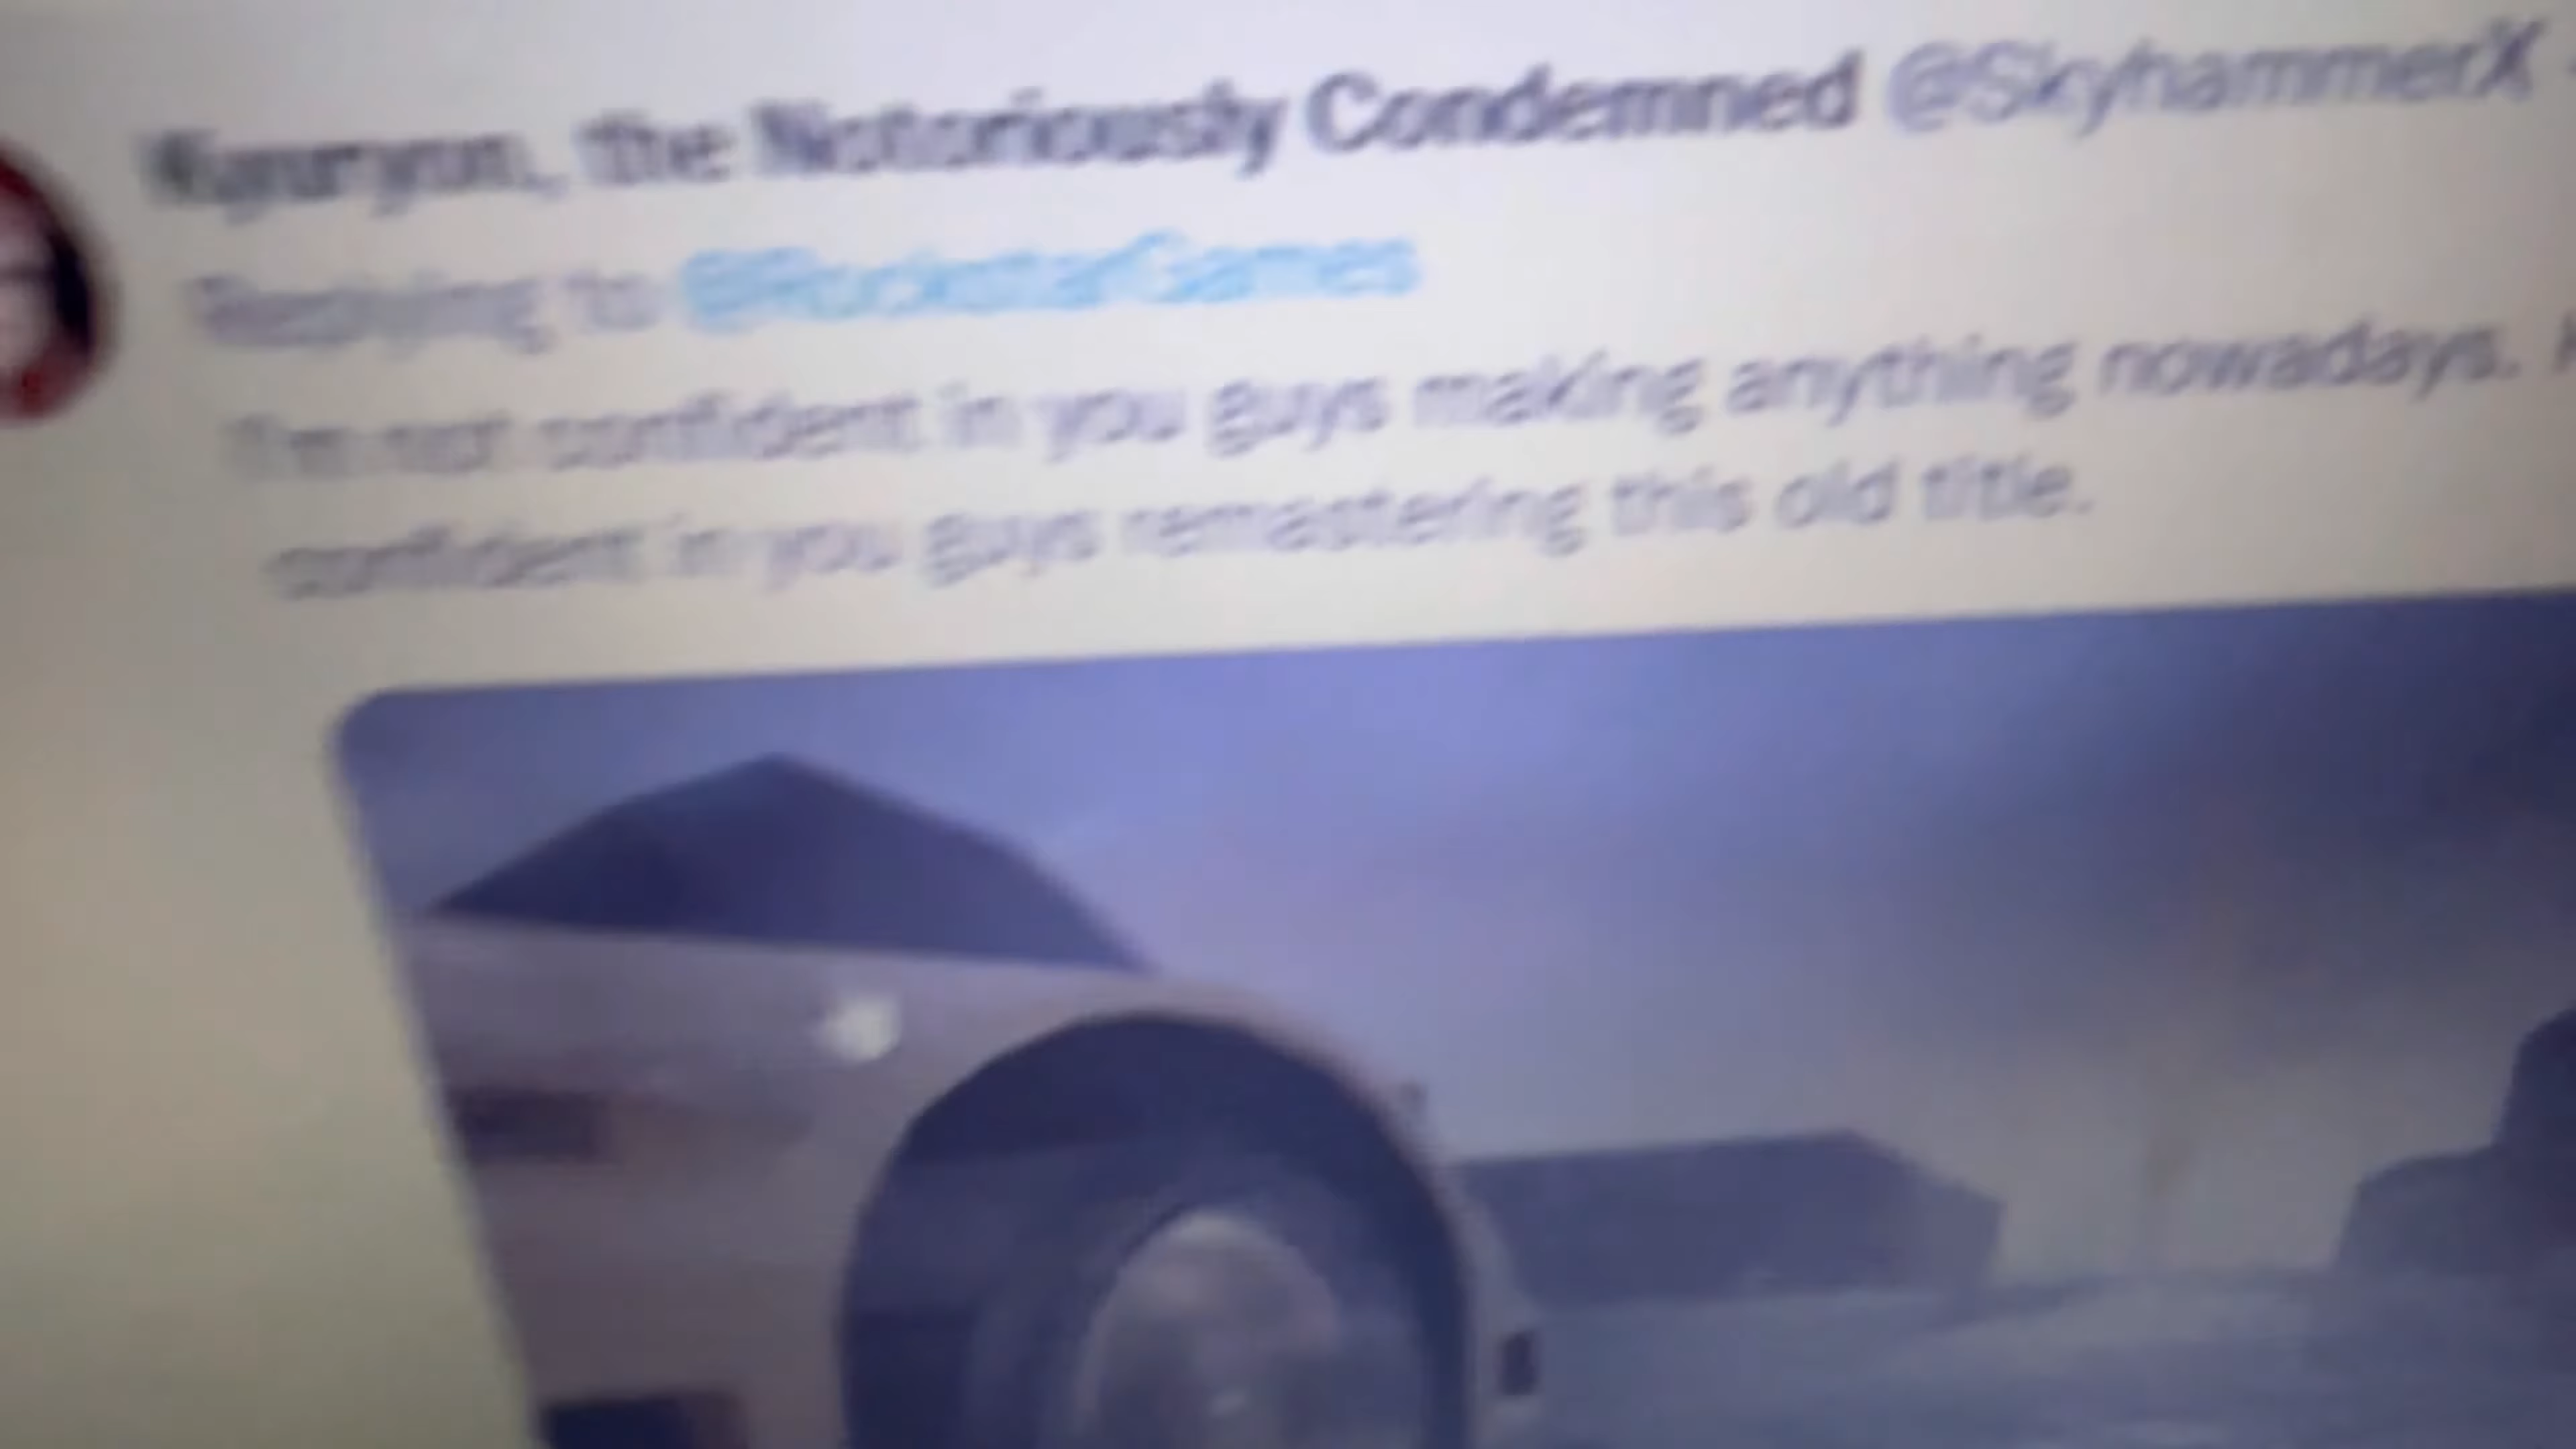 the Notoriously Condemned @SkyhammerX
Replying to @RockstarGames
I'm not confident in you guys making anything nowadays.
confident in you guys remastering this old title.